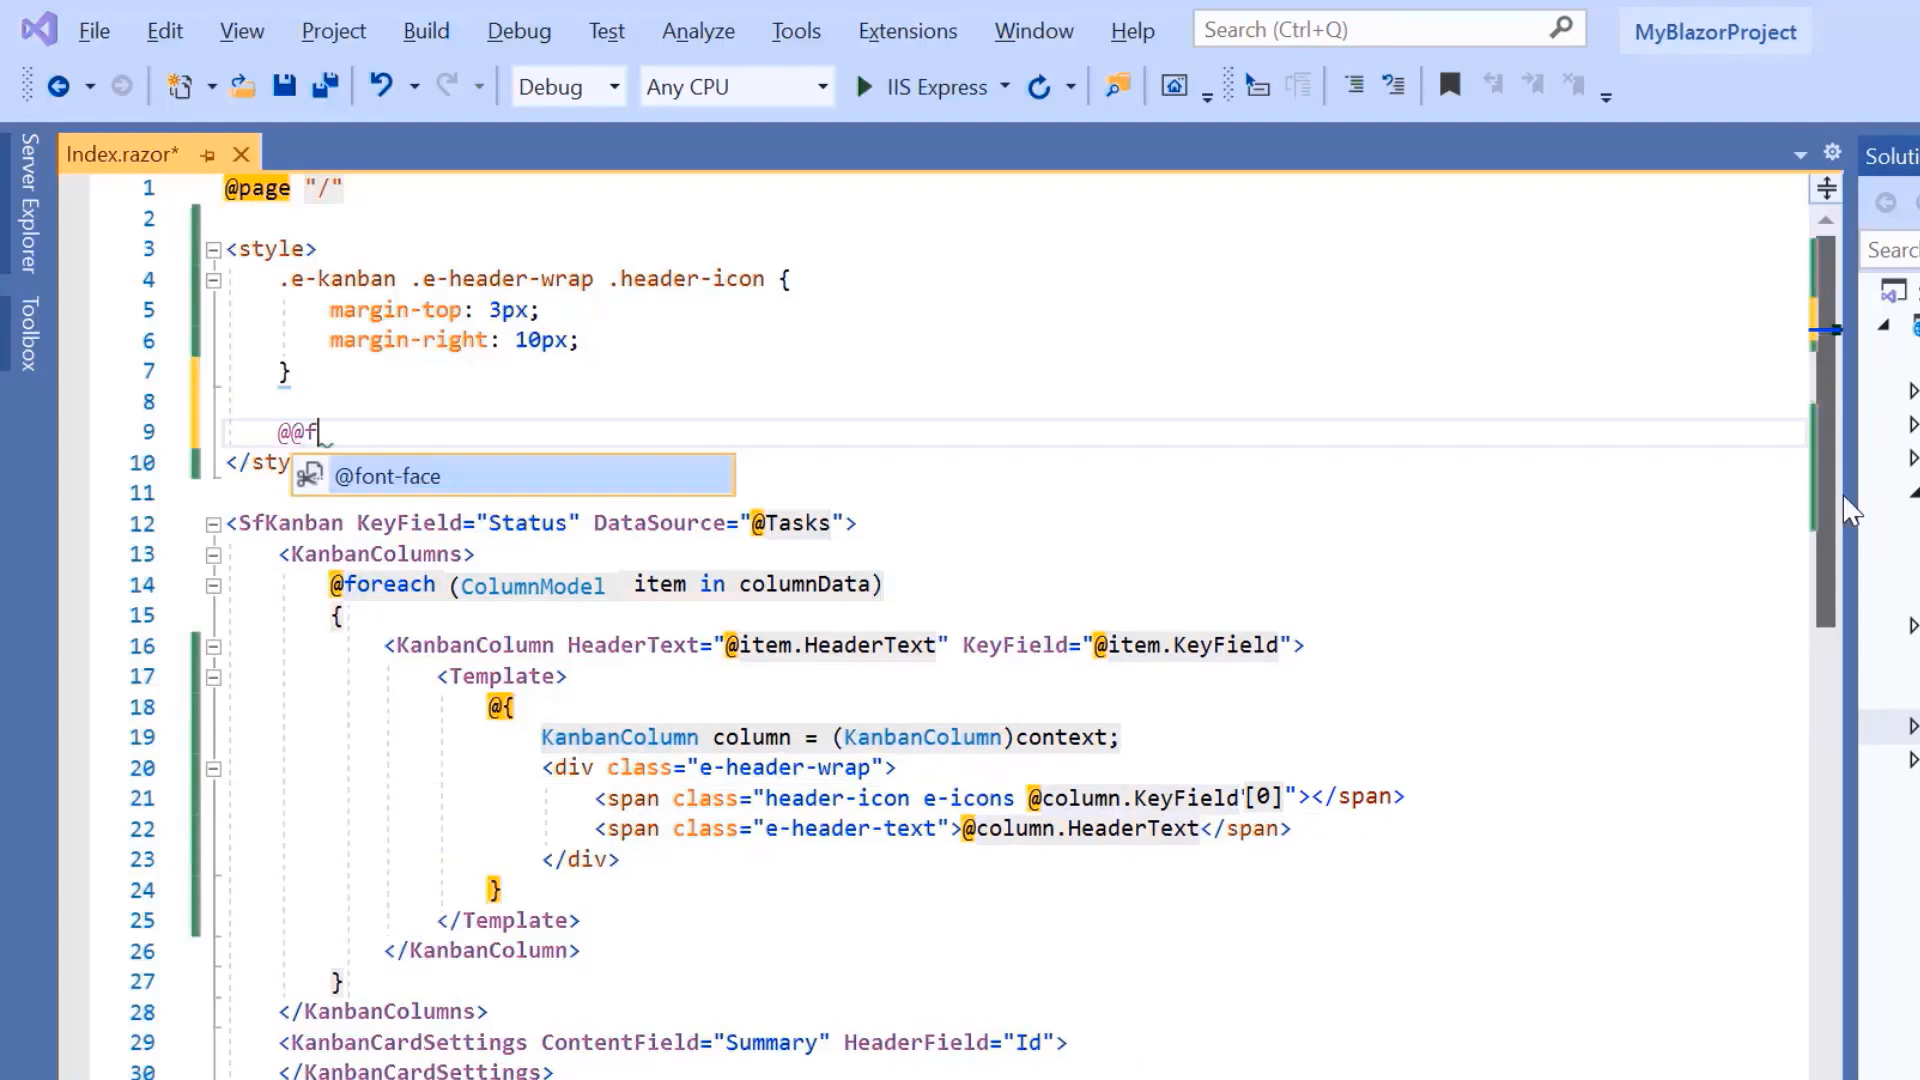 File Edit View Project Build Debug Test Analyze Tools Extensions Window Help Search (Ctrl+Q) MyBlazorProject
Debug Any CPU IIS Express
Server Explorer
Toolbox
Index.razor*
Soluti
Searc
1 @page "/"
2
3 <style>
4 .e-kanban .e-header-wrap .header-icon {
5 margin-top: 3px;
6 margin-right: 10px;
7 }
8
9 @@f
10 </sty
@font-face
11
12 <SfKanban KeyField="Status" DataSource="@Tasks">
13 <KanbanColumns>
14 @foreach (ColumnModel item in columnData)
15 {
16 <KanbanColumn HeaderText="@item.HeaderText" KeyField="@item.KeyField">
17 <Template>
18 @{
19 KanbanColumn column = (KanbanColumn)context;
20 <div class="e-header-wrap">
21 <span class="header-icon e-icons @column.KeyField[0]"></span>
22 <span class="e-header-text">@column.HeaderText</span>
23 </div>
24 }
25 </Template>
26 </KanbanColumn>
27 }
28 </KanbanColumns>
29 <KanbanCardSettings ContentField="Summary" HeaderField="Id">
30 </KanbanCardSettings>